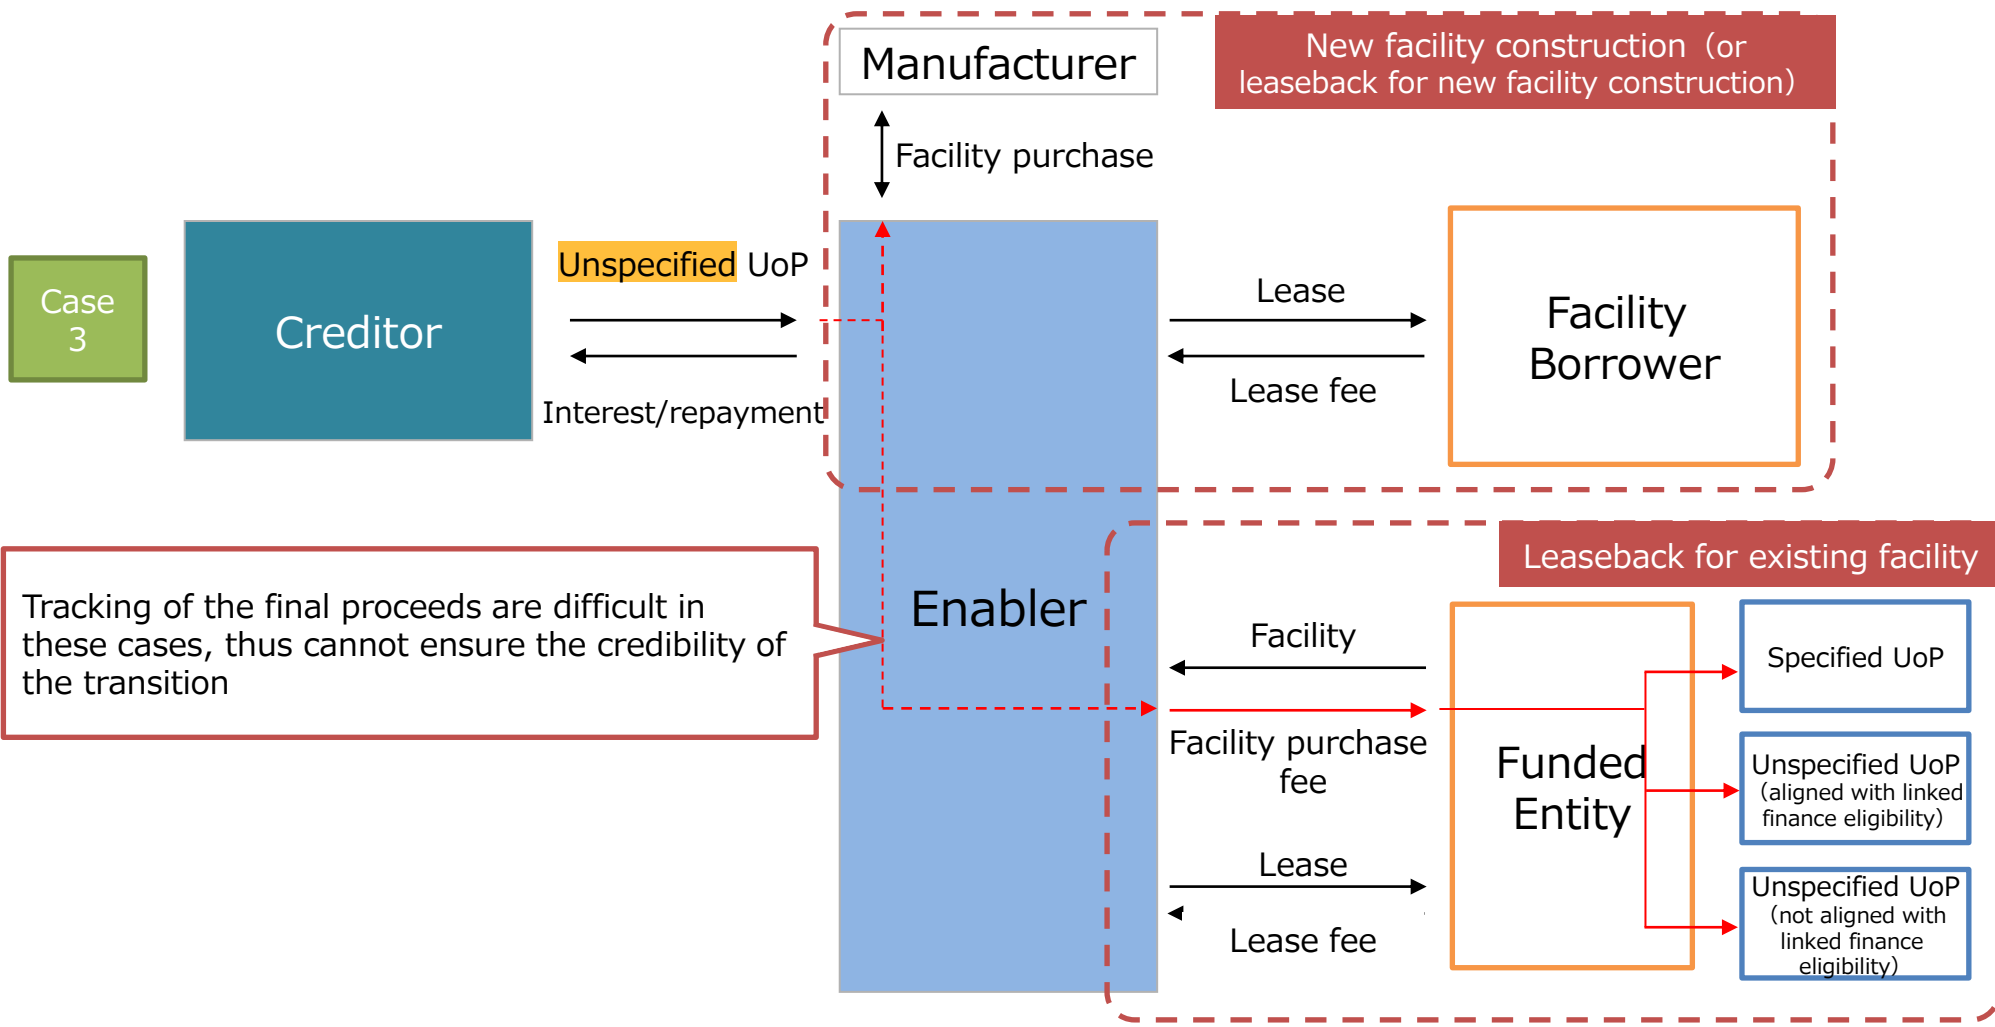 New facility construction（or
leaseback for new facility construction）
Manufacturer
Facility purchase
Case
3
Creditor
Unspecified UoP
Interest/repayment
Lease
Lease fee
Facility
Borrower
Tracking of the final proceeds are difficult in
these cases, thus cannot ensure the credibility of
the transition
Enabler
Leaseback for existing facility
Facility
Facility purchase
fee
Lease
Lease fee
Funded
Entity
Specified UoP
Unspecified UoP
（aligned with linked
finance eligibility）
Unspecified UoP
（not aligned with
linked finance
eligibility）